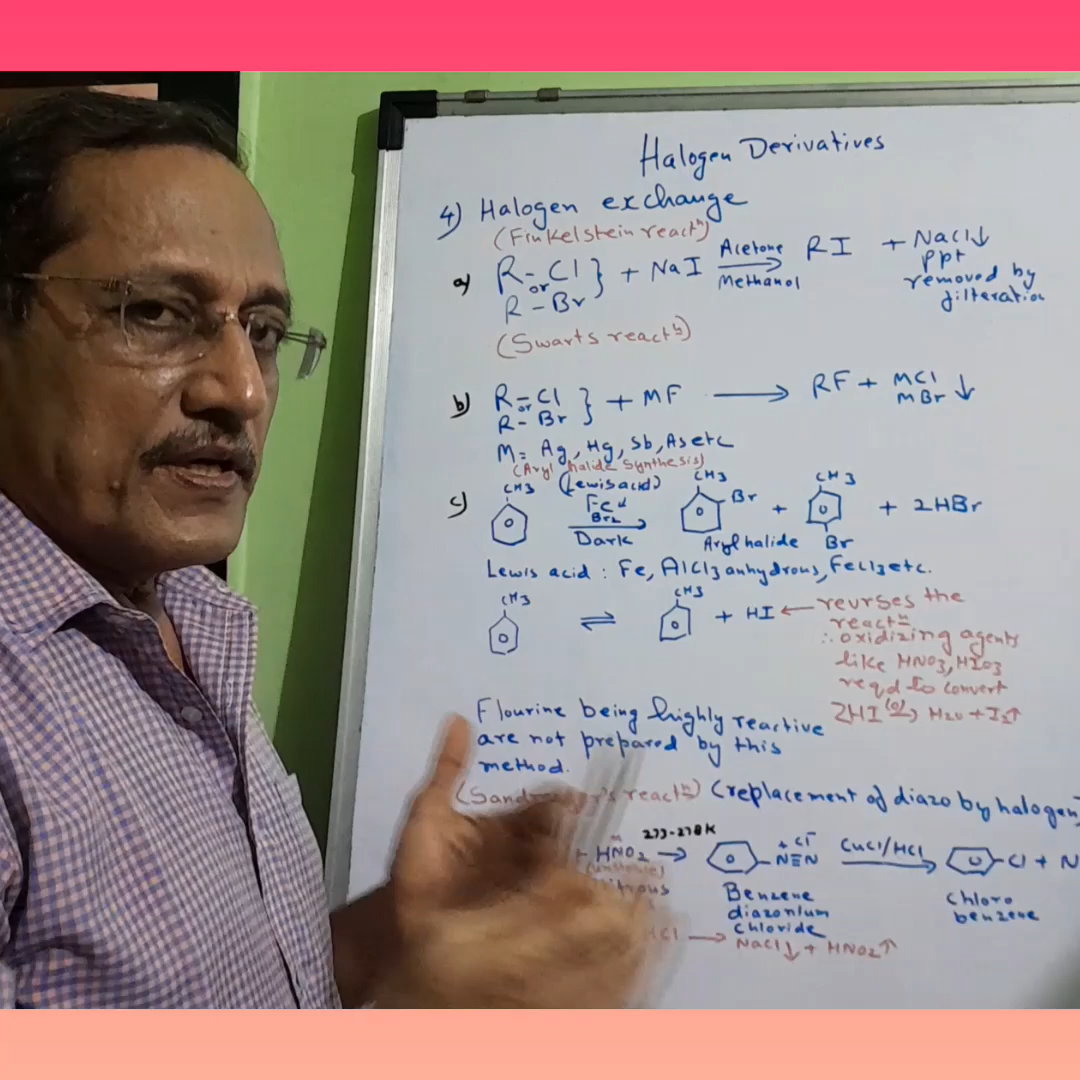 Halogen Derivatives
4) Halogen exchange
(Finkelstein reactⁿ)
a) R-Cl or R-Br } + NaI Acetone → Methanol RI + NaCl↓
ppt
removed by
filteration
(Swarts reactⁿ)
b) R-Cl or R-Br } + MF → RF + MCl MBr ↓
M= Ag, Hg, Sb, As etc
(Aryl halide Synthesis)
c) CH3 (Lewis acid) CH3 CH3
Fe
Br2 → Br + + 2HBr
Dark Aryl halide Br
Lewis acid : Fe, AlCl3 anhydrous, FeCl3 etc.
CH3 ⇌ CH3 + HI ← revrses the
reactⁿ
∴ oxidizing agents
like HNO3, HIO3
reqd to convert
2HI (O)→ H2O + I2↑
Flourine being highly reactive
are not prepared by this
method.
reactⁿ) (replacement of diazo by halogen
+ HNO2 273-278K → N≡N + Cl⁻ CuCl/HCl → Cl + N
Benzene
diazonium
chloride
chloro
benzene
HCl → NaCl↓ + HNO2↑